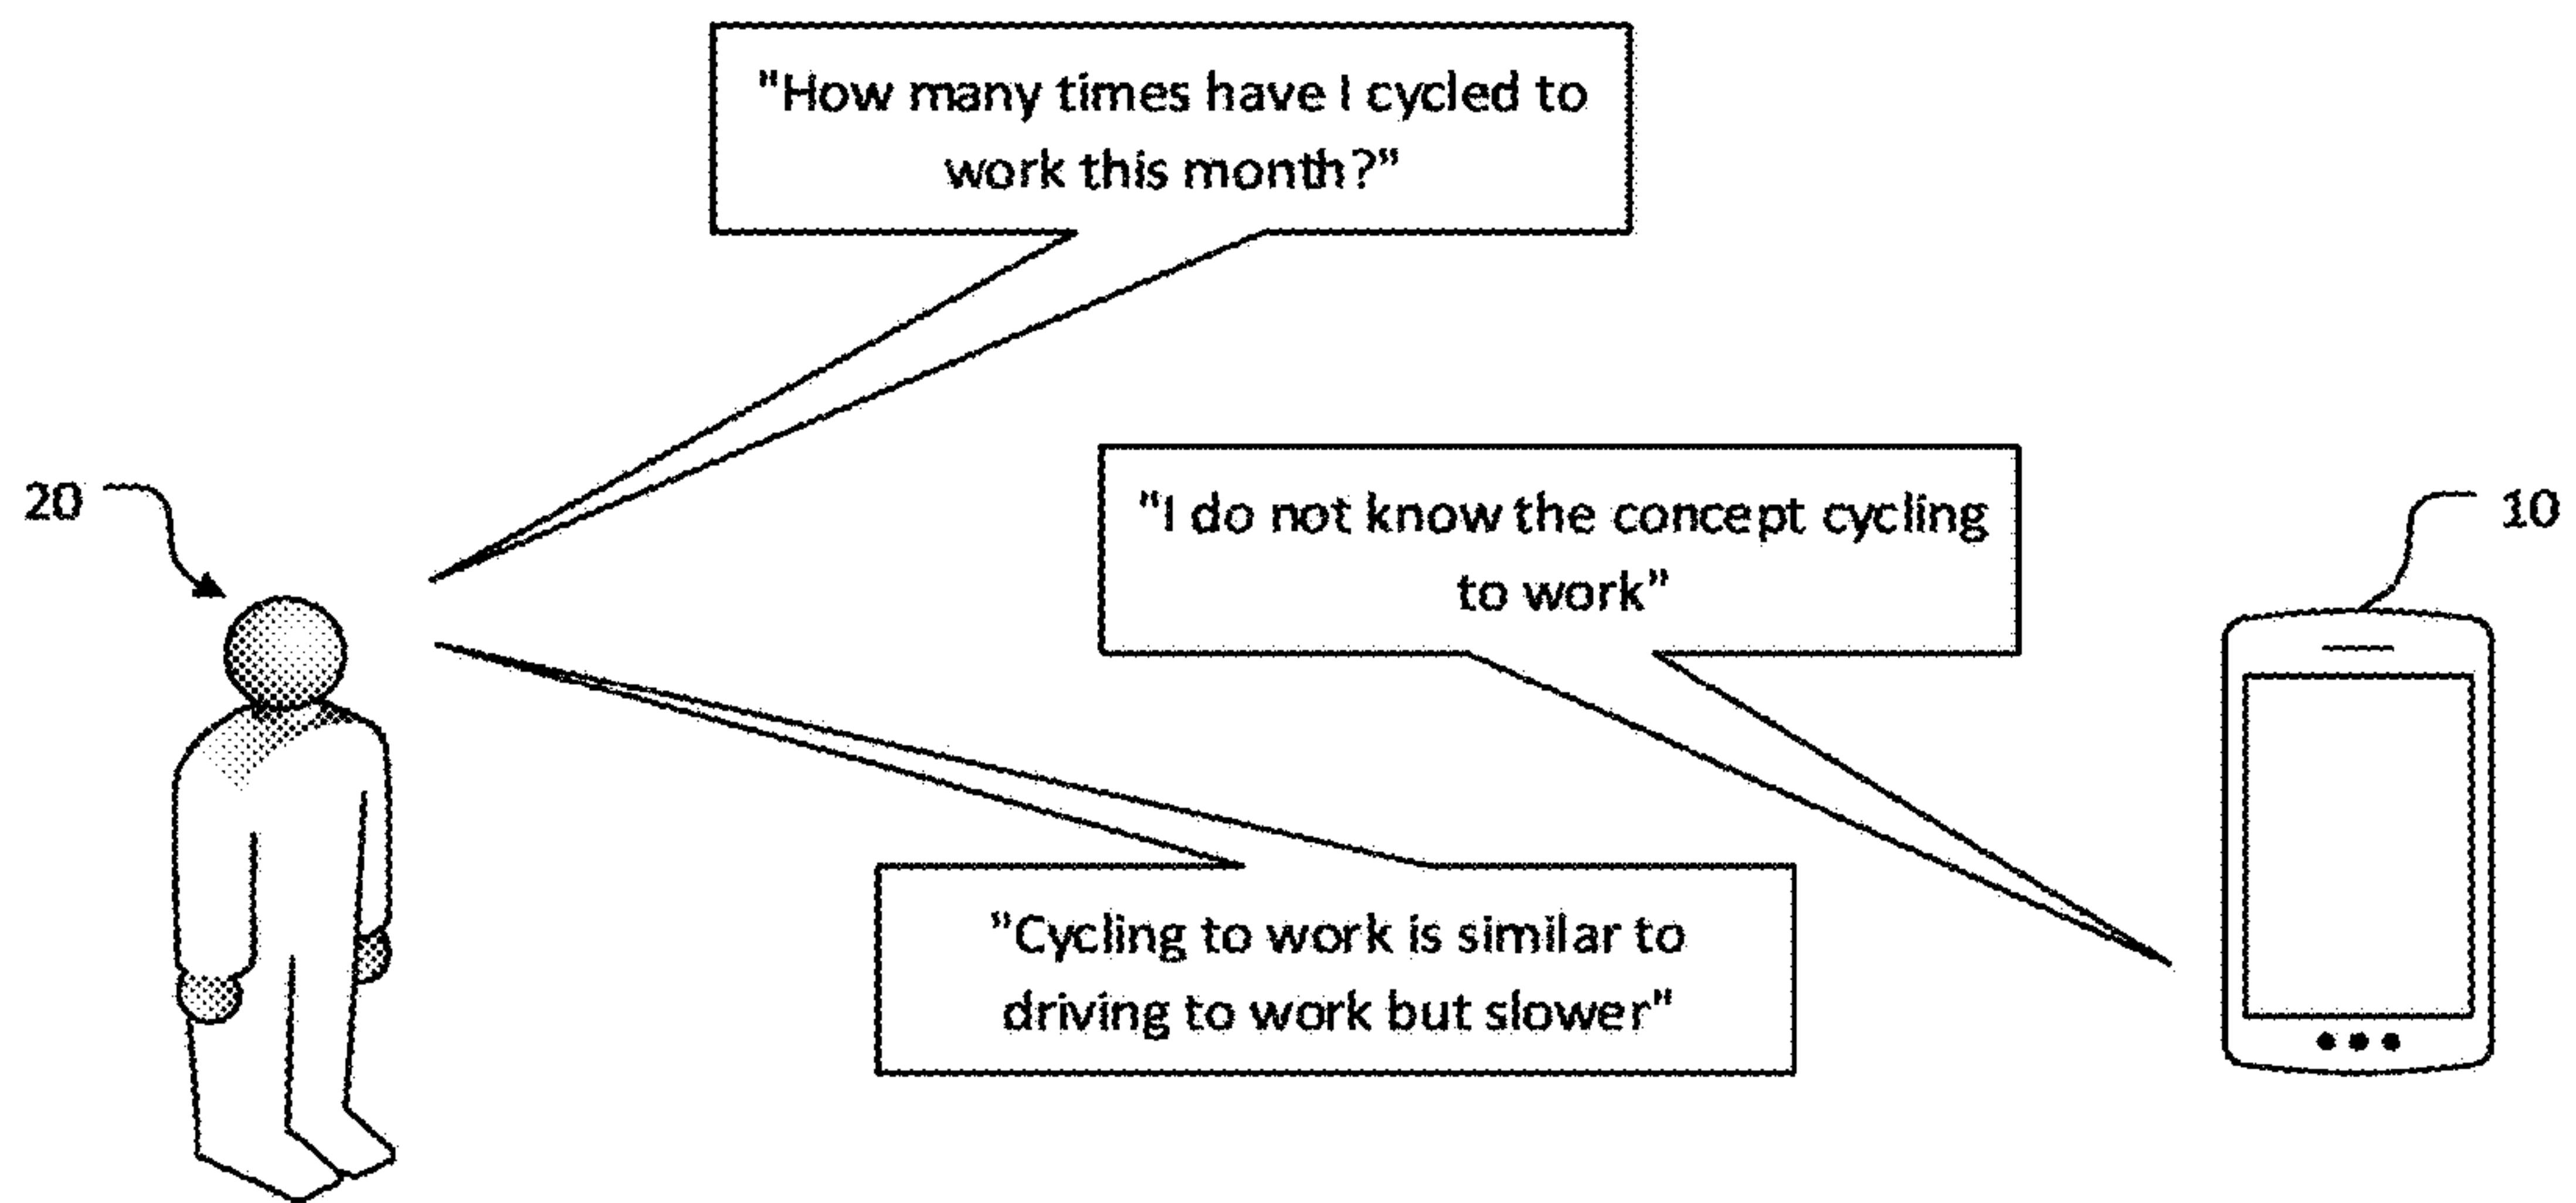 "How many times have I cycled to
work this month?"
"I do not know the concept cycling
to work"
20
10
"Cycling to work is similar to
driving to work but slower"